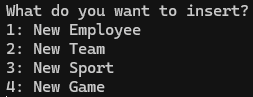 What do you want to insert?
1: New Employee
2: New Team
3: New Sport
4: New Game